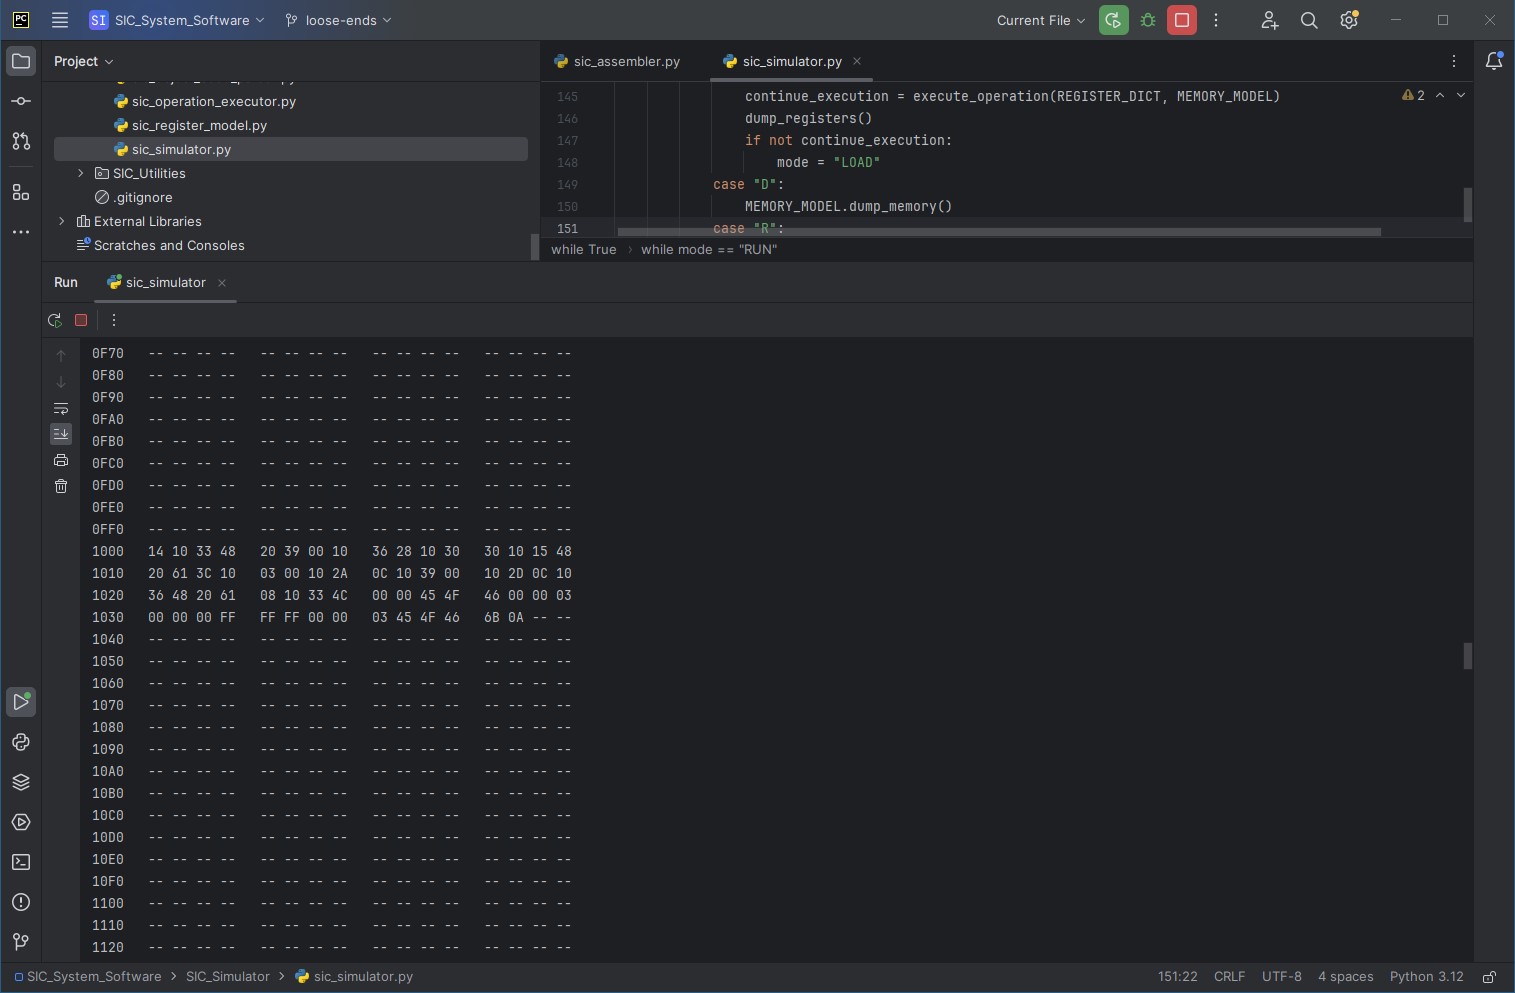 PC SI SIC_System_Software loose-ends Current File
Project
sic_operation_executor.py
sic_register_model.py
sic_simulator.py
SIC_Utilities
.gitignore
External Libraries
Scratches and Consoles
sic_assembler.py sic_simulator.py
145 continue_execution = execute_operation(REGISTER_DICT, MEMORY_MODEL)
2
146 dump_registers()
147 if not continue_execution:
148 mode = "LOAD"
149 case "D":
150 MEMORY_MODEL.dump_memory()
151 case "R":
while True › while mode == "RUN"
Run sic_simulator
0F70 -- -- -- -- -- -- -- -- -- -- -- -- -- -- -- --
0F80 -- -- -- -- -- -- -- -- -- -- -- -- -- -- -- --
0F90 -- -- -- -- -- -- -- -- -- -- -- -- -- -- -- --
0FA0 -- -- -- -- -- -- -- -- -- -- -- -- -- -- -- --
0FB0 -- -- -- -- -- -- -- -- -- -- -- -- -- -- -- --
0FC0 -- -- -- -- -- -- -- -- -- -- -- -- -- -- -- --
0FD0 -- -- -- -- -- -- -- -- -- -- -- -- -- -- -- --
0FE0 -- -- -- -- -- -- -- -- -- -- -- -- -- -- -- --
0FF0 -- -- -- -- -- -- -- -- -- -- -- -- -- -- -- --
1000 14 10 33 48 20 39 00 10 36 28 10 30 30 10 15 48
1010 20 61 3C 10 03 00 10 2A 0C 10 39 00 10 2D 0C 10
1020 36 48 20 61 08 10 33 4C 00 00 45 4F 46 00 00 03
1030 00 00 00 FF FF FF 00 00 03 45 4F 46 6B 0A -- --
1040 -- -- -- -- -- -- -- -- -- -- -- -- -- -- -- --
1050 -- -- -- -- -- -- -- -- -- -- -- -- -- -- -- --
1060 -- -- -- -- -- -- -- -- -- -- -- -- -- -- -- --
1070 -- -- -- -- -- -- -- -- -- -- -- -- -- -- -- --
1080 -- -- -- -- -- -- -- -- -- -- -- -- -- -- -- --
1090 -- -- -- -- -- -- -- -- -- -- -- -- -- -- -- --
10A0 -- -- -- -- -- -- -- -- -- -- -- -- -- -- -- --
10B0 -- -- -- -- -- -- -- -- -- -- -- -- -- -- -- --
10C0 -- -- -- -- -- -- -- -- -- -- -- -- -- -- -- --
10D0 -- -- -- -- -- -- -- -- -- -- -- -- -- -- -- --
10E0 -- -- -- -- -- -- -- -- -- -- -- -- -- -- -- --
10F0 -- -- -- -- -- -- -- -- -- -- -- -- -- -- -- --
1100 -- -- -- -- -- -- -- -- -- -- -- -- -- -- -- --
1110 -- -- -- -- -- -- -- -- -- -- -- -- -- -- -- --
1120 -- -- -- -- -- -- -- -- -- -- -- -- -- -- -- --
SIC_System_Software › SIC_Simulator › sic_simulator.py 151:22 CRLF UTF-8 4 spaces Python 3.12